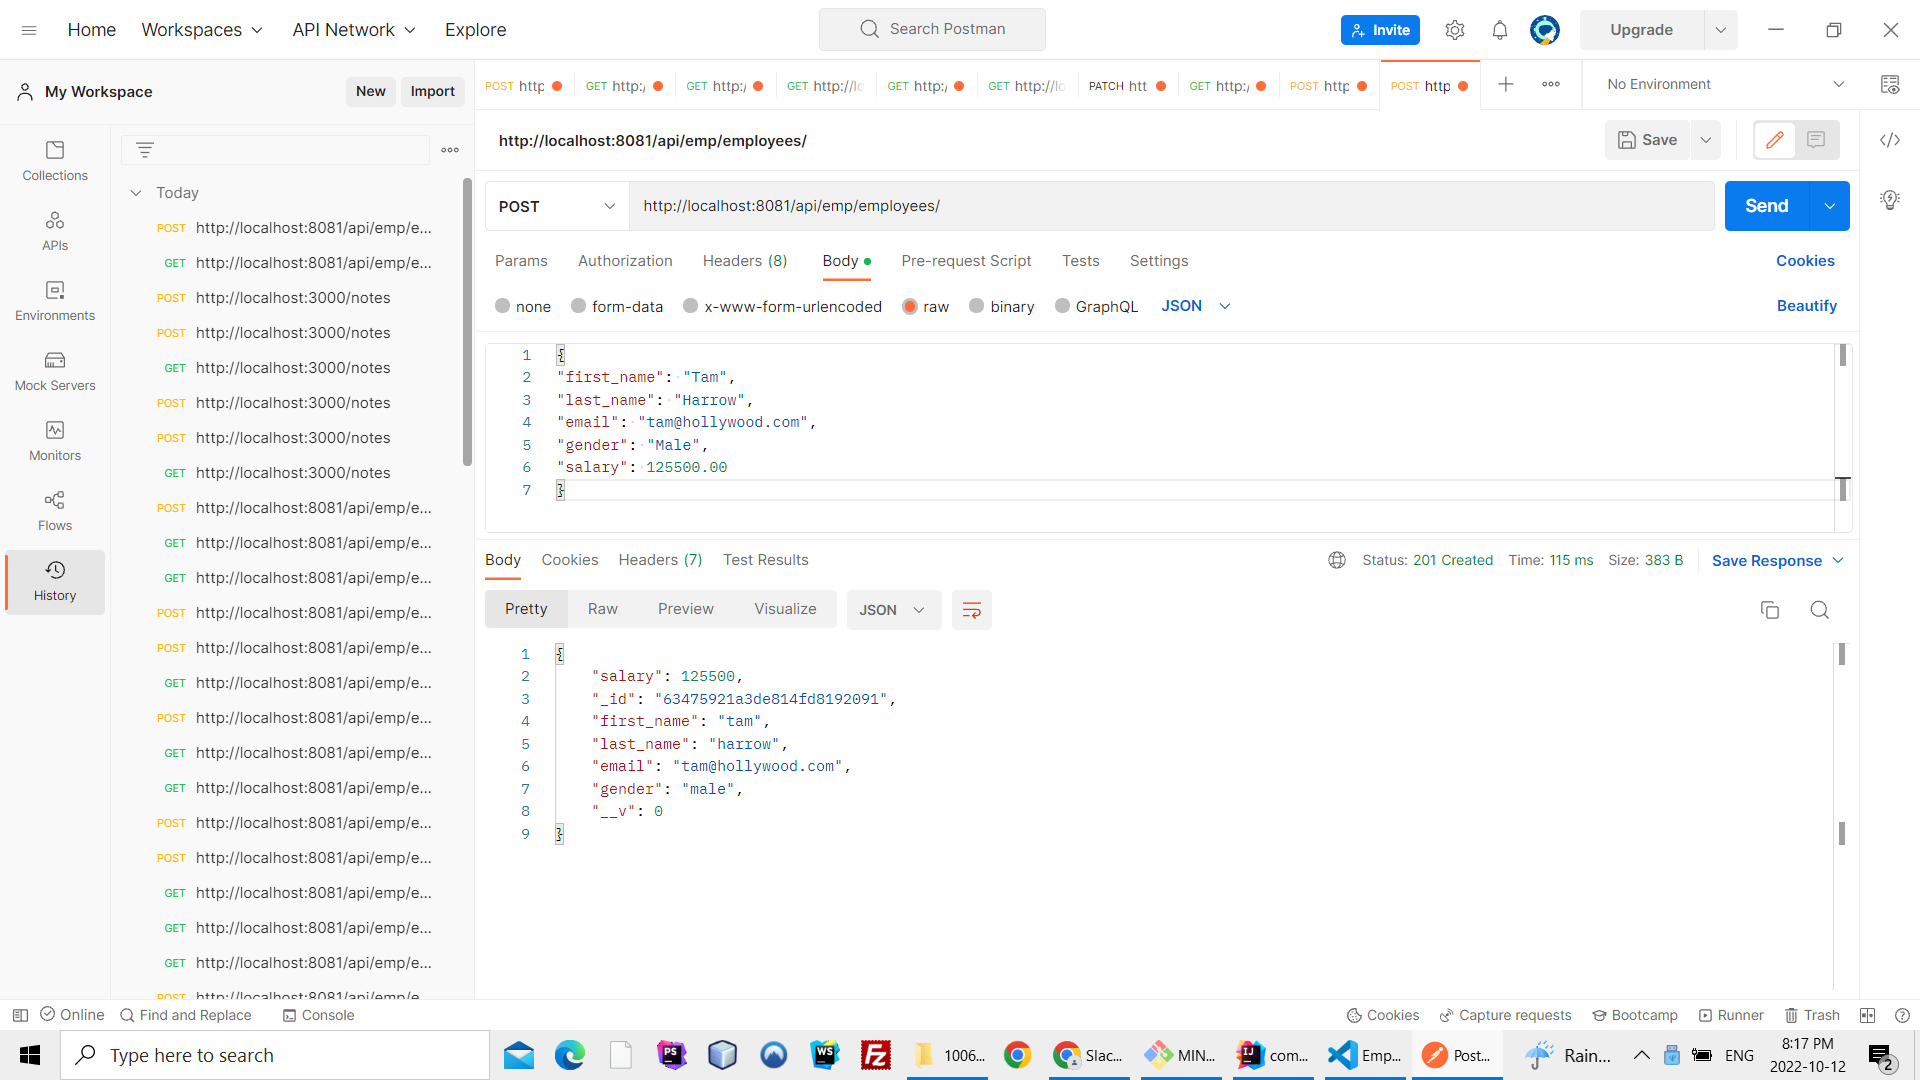 Home
Workspaces
API Network
Explore
Search Postman
Invite
Upgrade
My Workspace
New
Import
POST http
GET http:/
GET http:/
GET http://lo
GET http:/
GET http://lo
PATCH htt
GET http:/
POST http
POST http
No Environment
Collections
APIs
Environments
Mock Servers
Monitors
Flows
History
Today
POST http://localhost:8081/api/emp/e...
GET http://localhost:8081/api/emp/e...
POST http://localhost:3000/notes
POST http://localhost:3000/notes
GET http://localhost:3000/notes
POST http://localhost:3000/notes
POST http://localhost:3000/notes
GET http://localhost:3000/notes
POST http://localhost:8081/api/emp/e...
GET http://localhost:8081/api/emp/e...
GET http://localhost:8081/api/emp/e...
POST http://localhost:8081/api/emp/e...
POST http://localhost:8081/api/emp/e...
GET http://localhost:8081/api/emp/e...
POST http://localhost:8081/api/emp/e...
GET http://localhost:8081/api/emp/e...
GET http://localhost:8081/api/emp/e...
POST http://localhost:8081/api/emp/e...
POST http://localhost:8081/api/emp/e...
GET http://localhost:8081/api/emp/e...
GET http://localhost:8081/api/emp/e...
GET http://localhost:8081/api/emp/e...
POST http://localhost:8081/api/emp/e...
http://localhost:8081/api/emp/employees/
Save
POST
http://localhost:8081/api/emp/employees/
Send
Params
Authorization
Headers (8)
Body
Pre-request Script
Tests
Settings
Cookies
none
form-data
x-www-form-urlencoded
raw
binary
GraphQL
JSON
Beautify
1 {
2 "first_name": "Tam",
3 "last_name": "Harrow",
4 "email": "tam@hollywood.com",
5 "gender": "Male",
6 "salary": 125500.00
7 }
Body
Cookies
Headers (7)
Test Results
Status: 201 Created
Time: 115 ms
Size: 383 B
Save Response
Pretty
Raw
Preview
Visualize
JSON
1 {
2 "salary": 125500,
3 "_id": "63475921a3de814fd8192091",
4 "first_name": "tam",
5 "last_name": "harrow",
6 "email": "tam@hollywood.com",
7 "gender": "male",
8 "__v": 0
9 }
Online
Find and Replace
Console
Cookies
Capture requests
Bootcamp
Runner
Trash
Type here to search
PS
WS
Fz
1006...
Slac...
MIN...
IJ
com...
Emp...
Post...
Rain...
ENG
8:17 PM
2022-10-12
2